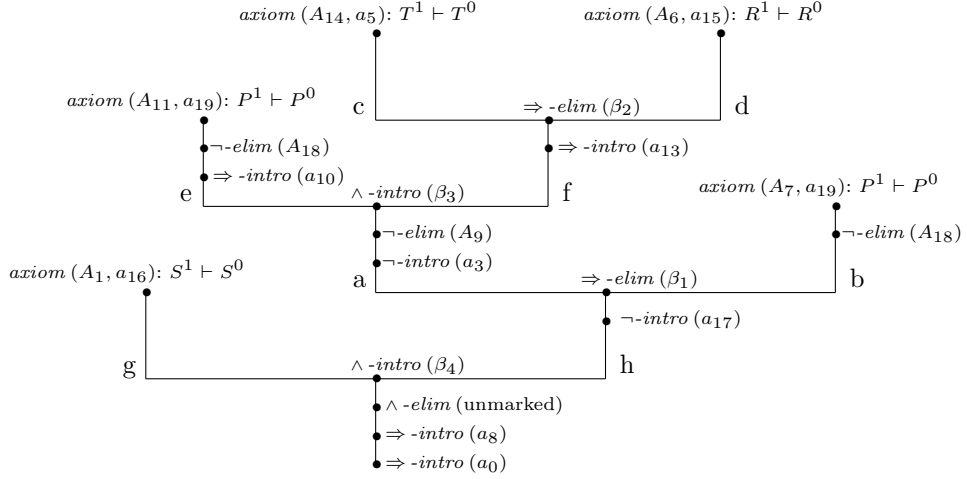 axiom (A₁₄, a₅): T¹ ⊢ T⁰
axiom (A₆, a₁₅): R¹ ⊢ R⁰
axiom (A₁₁, a₁₉): P¹ ⊢ P⁰
c
⇒ -elim (β₂)
d
¬-elim (A₁₈)
⇒ -intro (a₁₃)
⇒ -intro (a₁₀)
e
∧ -intro (β₃)
f
axiom (A₇, a₁₉): P¹ ⊢ P⁰
¬-elim (A₉)
¬-elim (A₁₈)
¬-intro (a₃)
axiom (A₁, a₁₆): S¹ ⊢ S⁰
a
⇒ -elim (β₁)
b
¬-intro (a₁₇)
g
∧ -intro (β₄)
h
∧ -elim (unmarked)
⇒ -intro (a₈)
⇒ -intro (a₀)